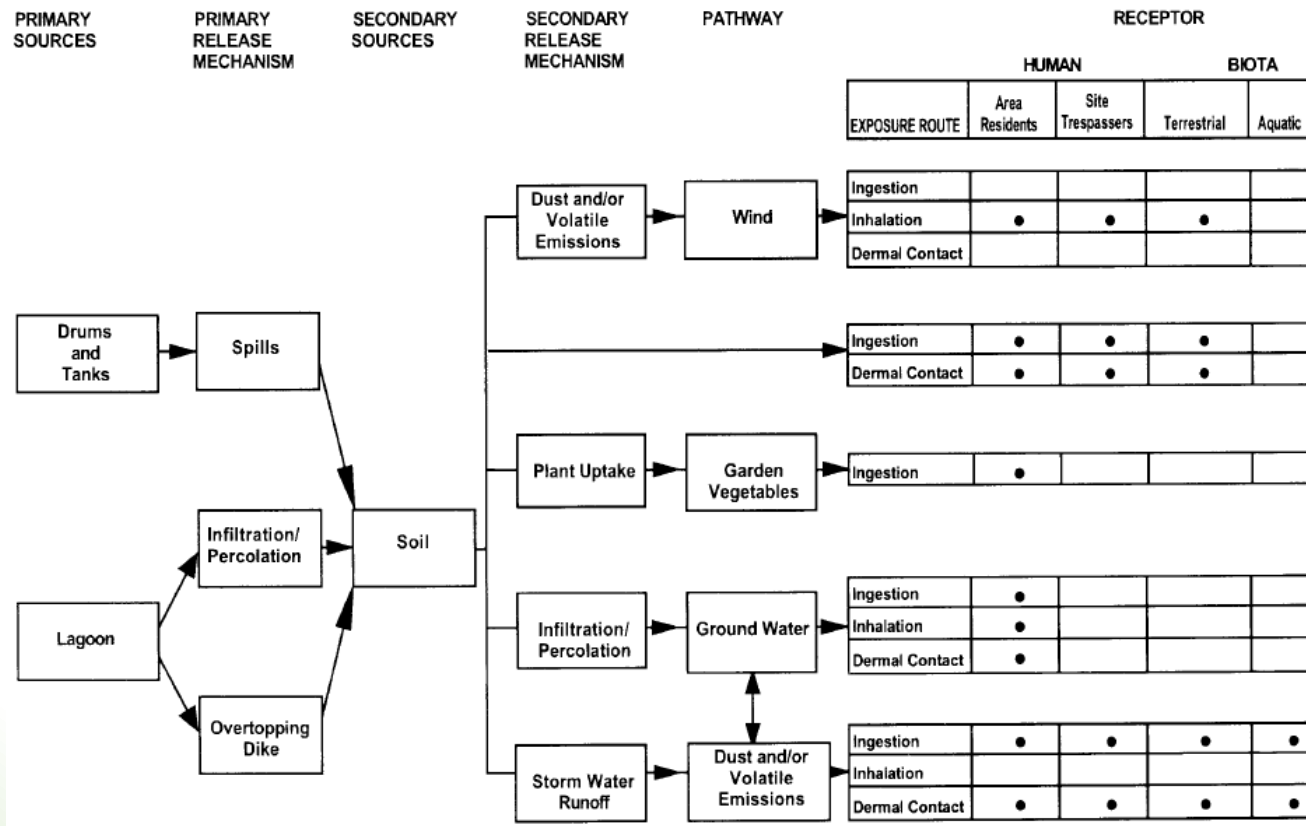 PRIMARY
SOURCES
PRIMARY
RELEASE
MECHANISM
SECONDARY
SOURCES
SECONDARY
RELEASE
MECHANISM
PATHWAY
RECEPTOR
HUMAN
BIOTA
EXPOSURE ROUTE
Area
Residents
Site
Trespassers
Terrestrial
Aquatic
Dust and/or
Volatile
Emissions
Wind
Ingestion
Inhalation
Dermal Contact
Drums
and
Tanks
Spills
Ingestion
Dermal Contact
Plant Uptake
Garden
Vegetables
Ingestion
Infiltration/
Percolation
Soil
Lagoon
Infiltration/
Percolation
Ground Water
Ingestion
Inhalation
Dermal Contact
Overtopping
Dike
Storm Water
Runoff
Dust and/or
Volatile
Emissions
Ingestion
Inhalation
Dermal Contact